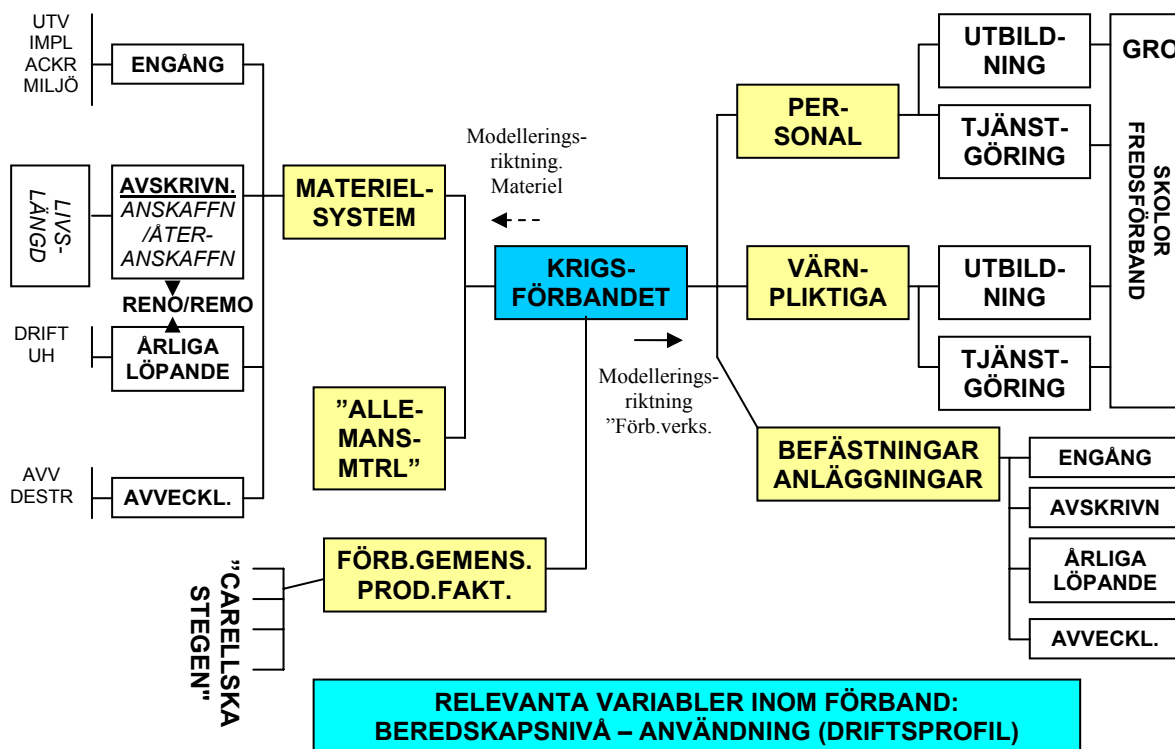 UTV
IMPL
ACKR
MILJÖ
ENGÅNG
LIVS-
LÄNGD
AVSKRIVN.
ANSKAFFN
/ÅTER-
ANSKAFFN
RENO/REMO
DRIFT
UH
ÅRLIGA
LÖPANDE
AVV
DESTR
AVVECKL.
MATERIEL-
SYSTEM
”ALLE-
MANS-
MTRL”
FÖRB.GEMENS.
PROD.FAKT.
”CARELLSKA
STEGEN"
Modellerings-
riktning.
Materiel
KRIGS-
FÖRBANDET
Modellerings-
riktning
”Förb.verks.
PER-
SONAL
UTBILD-
NING
TJÄNST-
GÖRING
VÄRN-
PLIKTIGA
UTBILD-
NING
TJÄNST-
GÖRING
GRO
SKOLOR
FREDSFÖRBAND
BEFÄSTNINGAR
ANLÄGGNINGAR
ENGÅNG
AVSKRIVN
ÅRLIGA
LÖPANDE
AVVECKL.
RELEVANTA VARIABLER INOM FÖRBAND:
BEREDSKAPSNIVÅ – ANVÄNDNING (DRIFTSPROFIL)